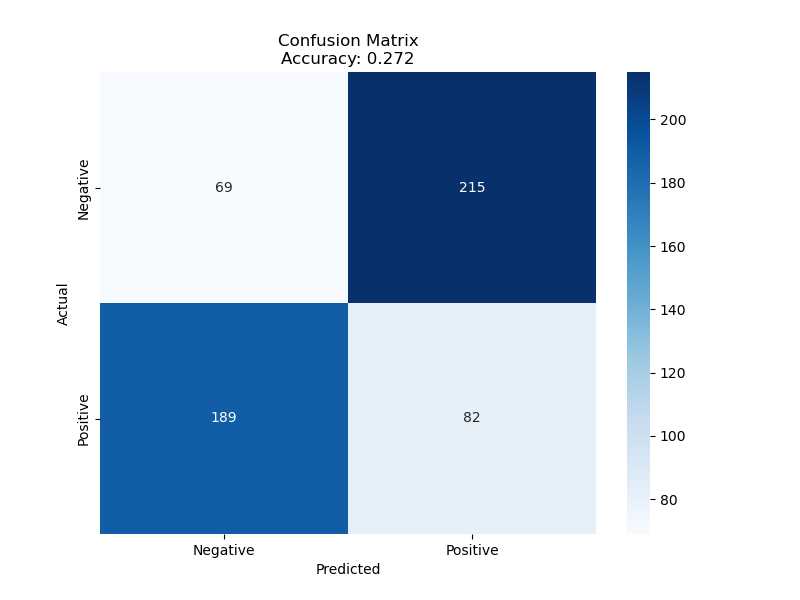 Confusion Matrix
Accuracy: 0.272
Negative
69
215
200
180
160
Actual
140
120
Positive
189
82
100
80
Negative
Positive
Predicted